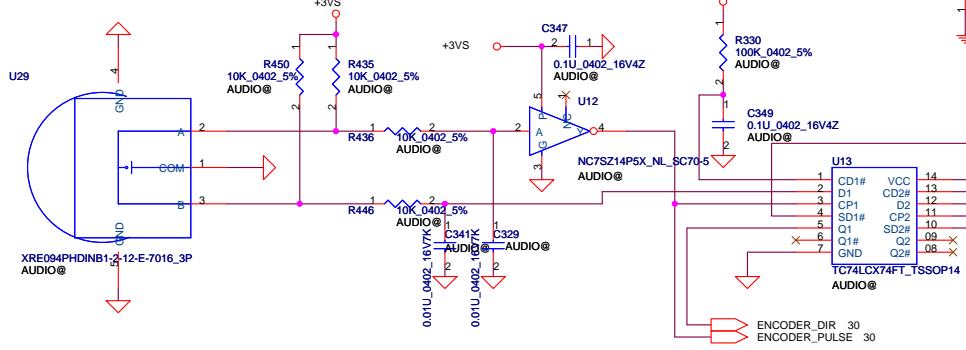 +3VS
+3VS
C347
2
1
0.1U_0402_16V4Z
AUDIO@
R330
100K_0402_5%
AUDIO@
1
2
1
R450
10K_0402_5%
AUDIO@
1
2
R435
10K_0402_5%
AUDIO@
1
2
U29
4
GND
A
2
COM
1
B
3
GND
5
XRE094PHDINB1-2-12-E-7016_3P
AUDIO@
R436
1
2
10K_0402_5%
AUDIO@
R446
1
2
10K_0402_5%
AUDIO@
C341
1
2
0.01U_0402_16V7K
C329
AUDIO@
1
2
0.01U_0402_16V7K
U12
5
P
1
NC
2
A
Y
4
G
3
NC7SZ14P5X_NL_SC70-5
AUDIO@
C349
1
2
0.1U_0402_16V4Z
AUDIO@
U13
1 CD1# VCC 14
2 D1 CD2# 13
3 CP1 D2 12
4 SD1# CP2 11
5 Q1 SD2# 10
6 Q1# Q2 09
7 GND Q2# 08
TC74LCX74FT_TSSOP14
AUDIO@
ENCODER_DIR 30
ENCODER_PULSE 30